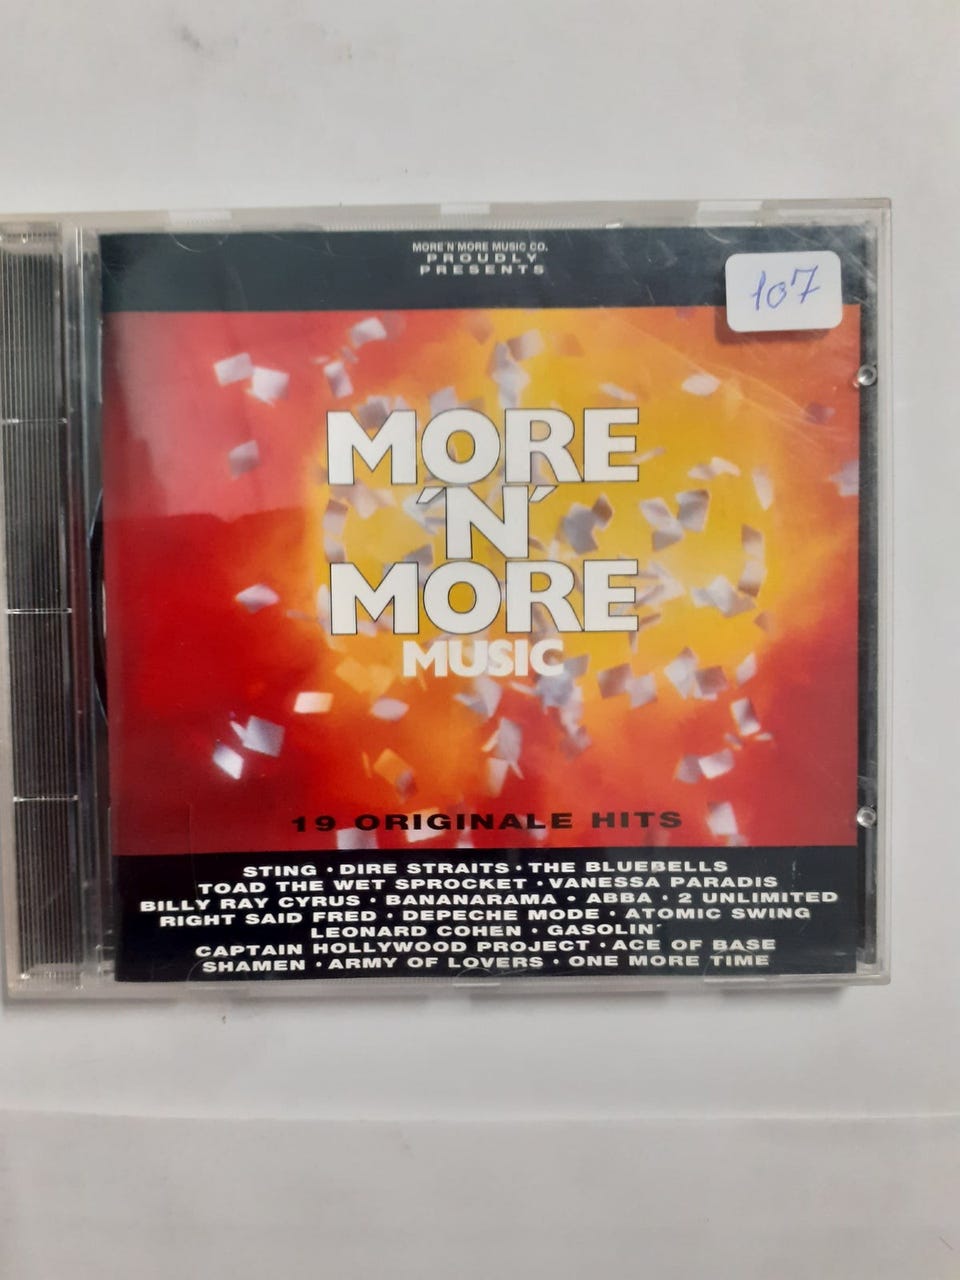 MORE'N MORE MUSIC CO.
PROUDLY
PRESENTS
107
MORE
'N'
MORE
MUSIC
19 ORIGINALE HITS
STING • DIRE STRAITS • THE BLUEBELLS
TOAD THE WET SPROCKET • VANESSA PARADIS
BILLY RAY CYRUS • BANANARAMA • ABBA • 2 UNLIMITED
RIGHT SAID FRED • DEPECHE MODE • ATOMIC SWING
LEONARD COHEN • GASOLIN'
CAPTAIN HOLLYWOOD PROJECT • ACE OF BASE
SHAMEN • ARMY OF LOVERS • ONE MORE TIME